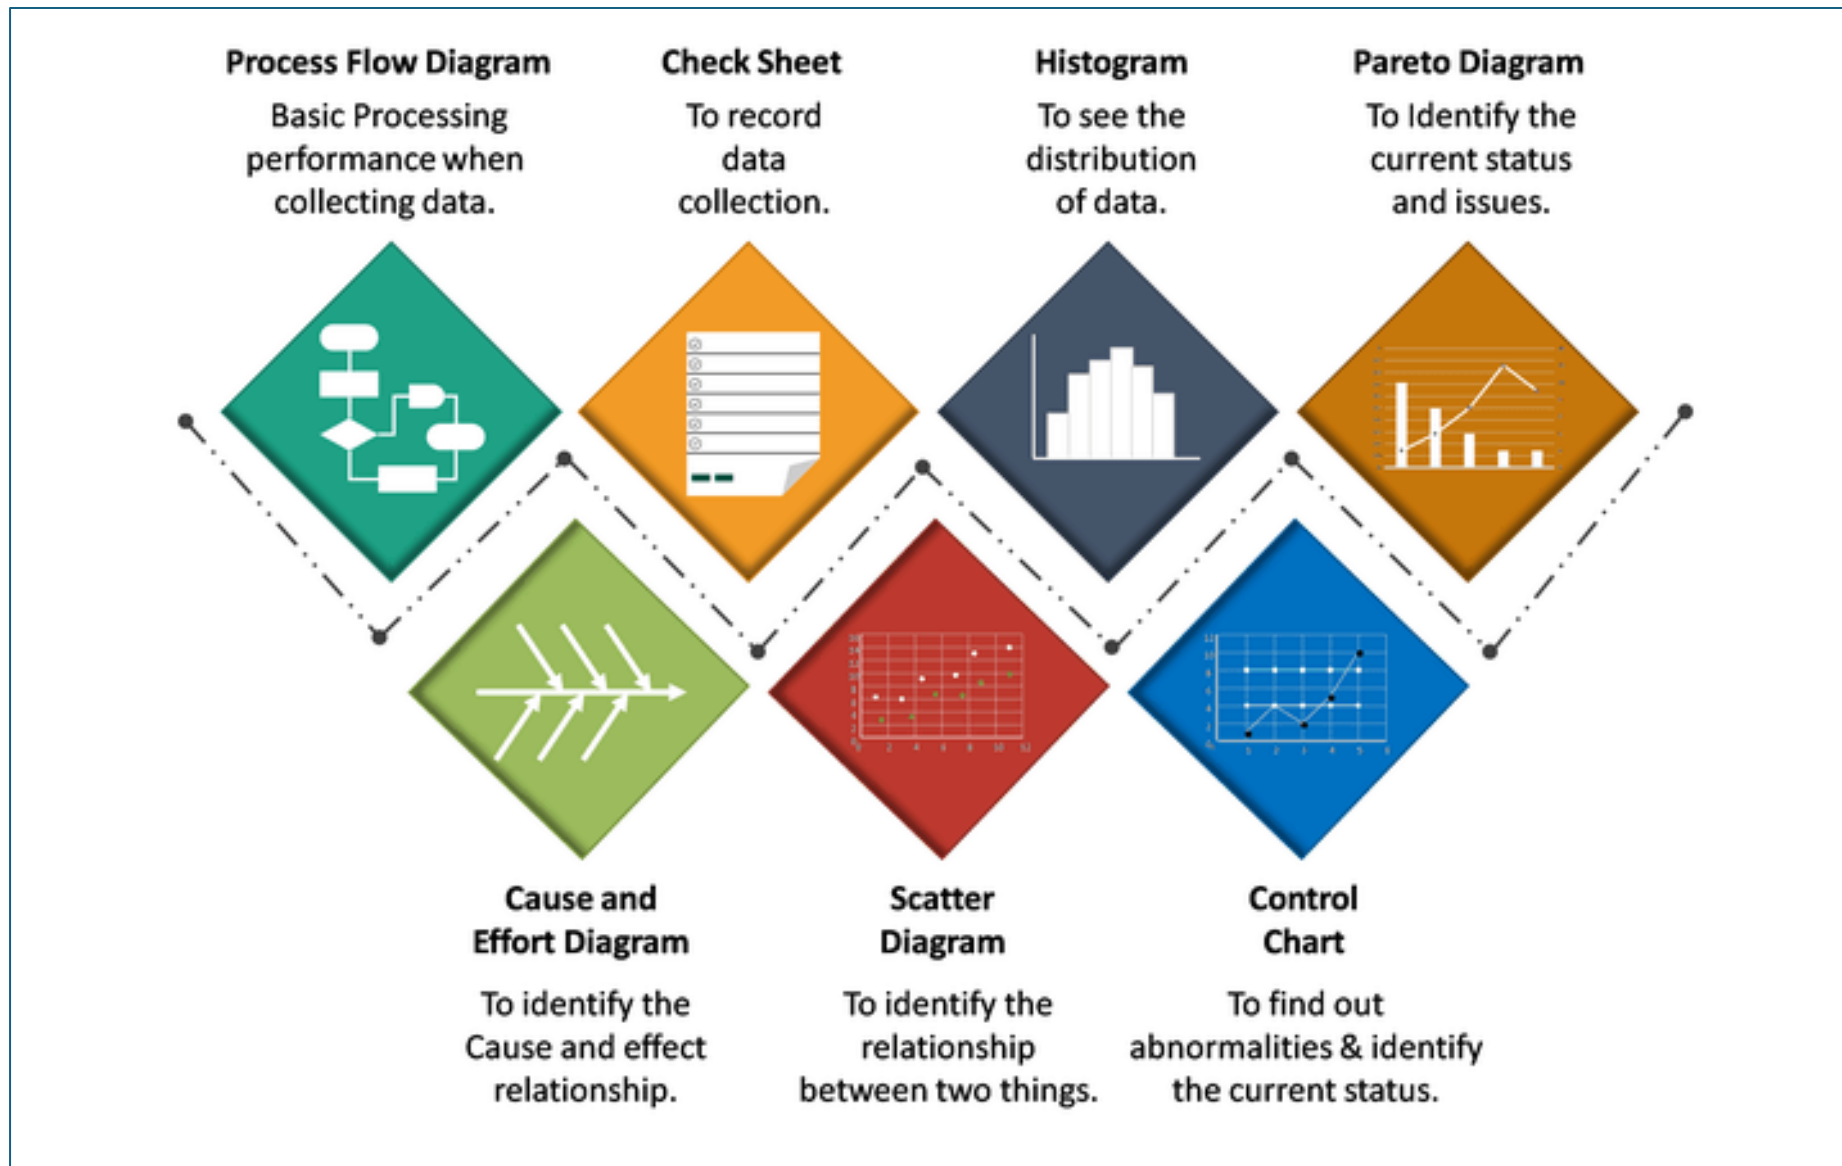 Process Flow Diagram
Basic Processing
performance when
collecting data.
Check Sheet
To record
data
collection.
Histogram
To see the
distribution
of data.
Pareto Diagram
To Identify the
current status
and issues.
Cause and
Effort Diagram
To identify the
Cause and effect
relationship.
Scatter
Diagram
To identify the
relationship
between two things.
Control
Chart
To find out
abnormalities & identify
the current status.